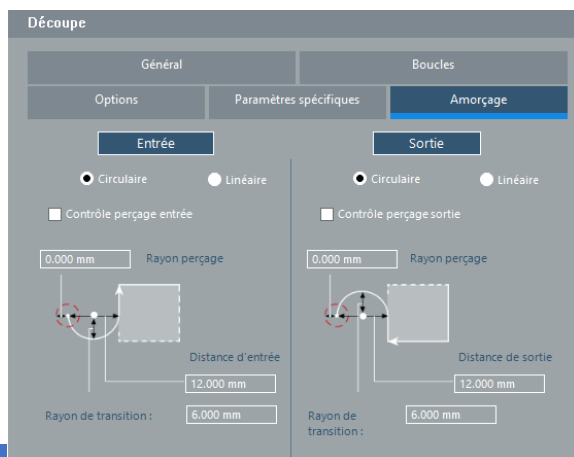 Découpe
Général Boucles
Options Paramètres spécifiques Amorçage
Entrée
Circulaire Linéaire
Contrôle perçage entrée
0.000 mm Rayon perçage
Distance d'entrée
12.000 mm
Rayon de transition : 6.000 mm
Sortie
Circulaire Linéaire
Contrôle perçage sortie
0.000 mm Rayon perçage
Distance de sortie
12.000 mm
Rayon de transition : 6.000 mm